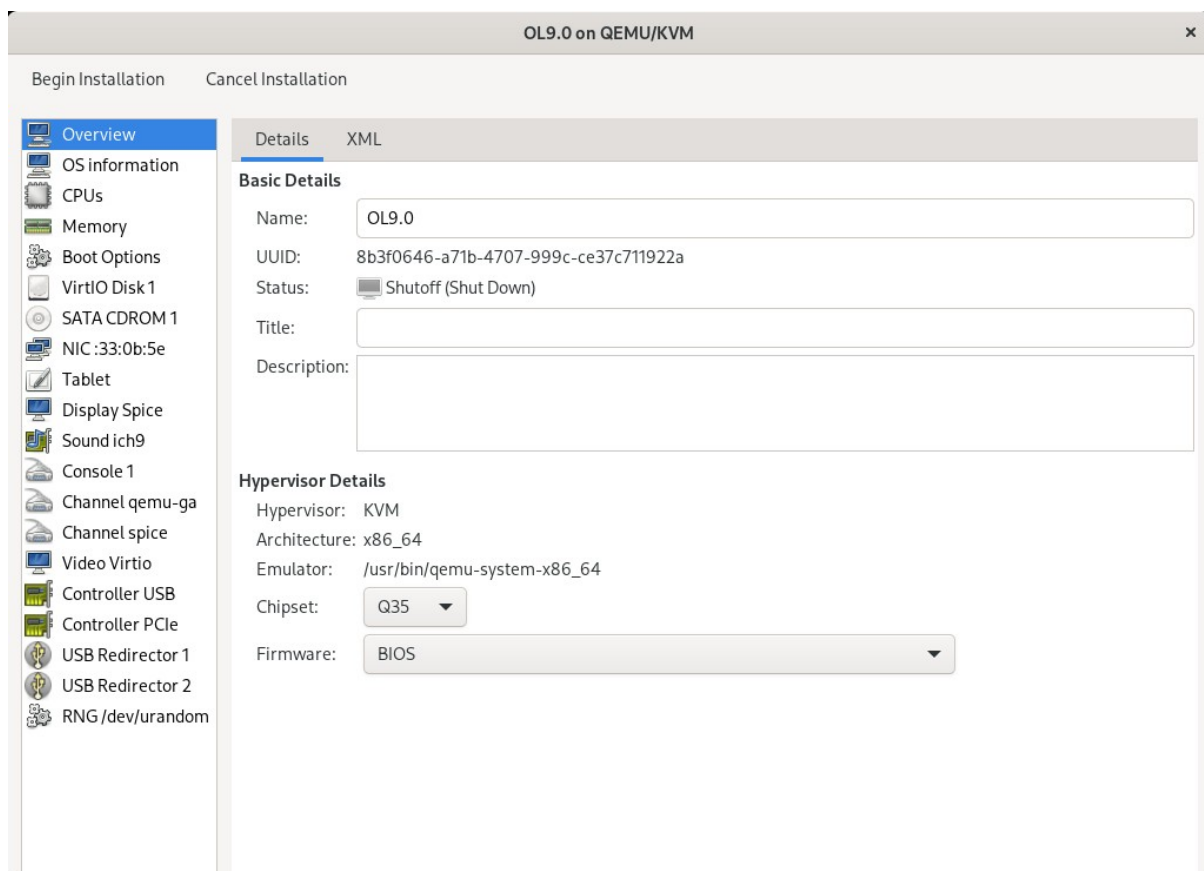 OL9.0 on QEMU/KVM
×
Begin Installation Cancel Installation
Overview
OS information
CPUs
Memory
Boot Options
VirtIO Disk 1
SATA CDROM 1
NIC :33:0b:5e
Tablet
Display Spice
Sound ich9
Console 1
Channel qemu-ga
Channel spice
Video Virtio
Controller USB
Controller PCIe
USB Redirector 1
USB Redirector 2
RNG /dev/urandom
Details XML
Basic Details
Name: OL9.0
UUID: 8b3f0646-a71b-4707-999c-ce37c711922a
Status: Shutoff (Shut Down)
Title:
Description:
Hypervisor Details
Hypervisor: KVM
Architecture: x86_64
Emulator: /usr/bin/qemu-system-x86_64
Chipset: Q35
Firmware: BIOS